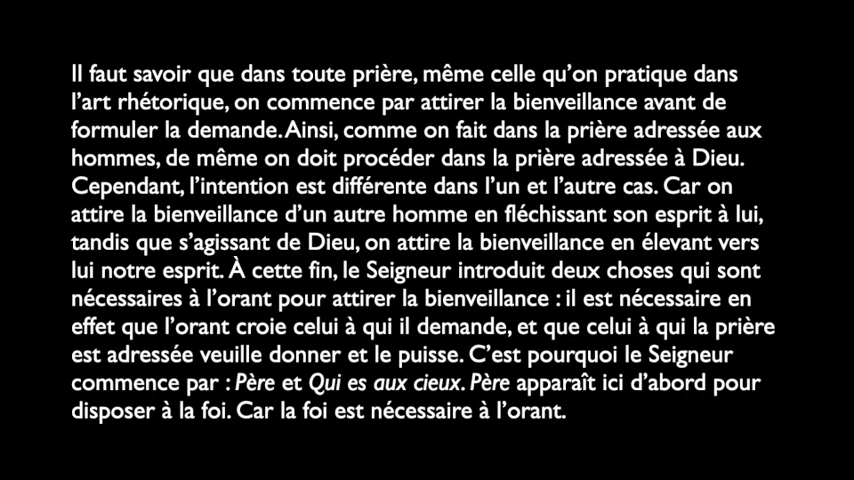 Il faut savoir que dans toute prière, même celle qu’on pratique dans
l’art rhétorique, on commence par attirer la bienveillance avant de
formuler la demande. Ainsi, comme on fait dans la prière adressée aux
hommes, de même on doit procéder dans la prière adressée à Dieu.
Cependant, l’intention est différente dans l’un et l’autre cas. Car on
attire la bienveillance d’un autre homme en fléchissant son esprit à lui,
tandis que s’agissant de Dieu, on attire la bienveillance en élevant vers
lui notre esprit. À cette fin, le Seigneur introduit deux choses qui sont
nécessaires à l’orant pour attirer la bienveillance : il est nécessaire en
effet que l’orant croie celui à qui il demande, et que celui à qui la prière
est adressée veuille donner et le puisse. C’est pourquoi le Seigneur
commence par : Père et Qui es aux cieux. Père apparaît ici d’abord pour
disposer à la foi. Car la foi est nécessaire à l’orant.